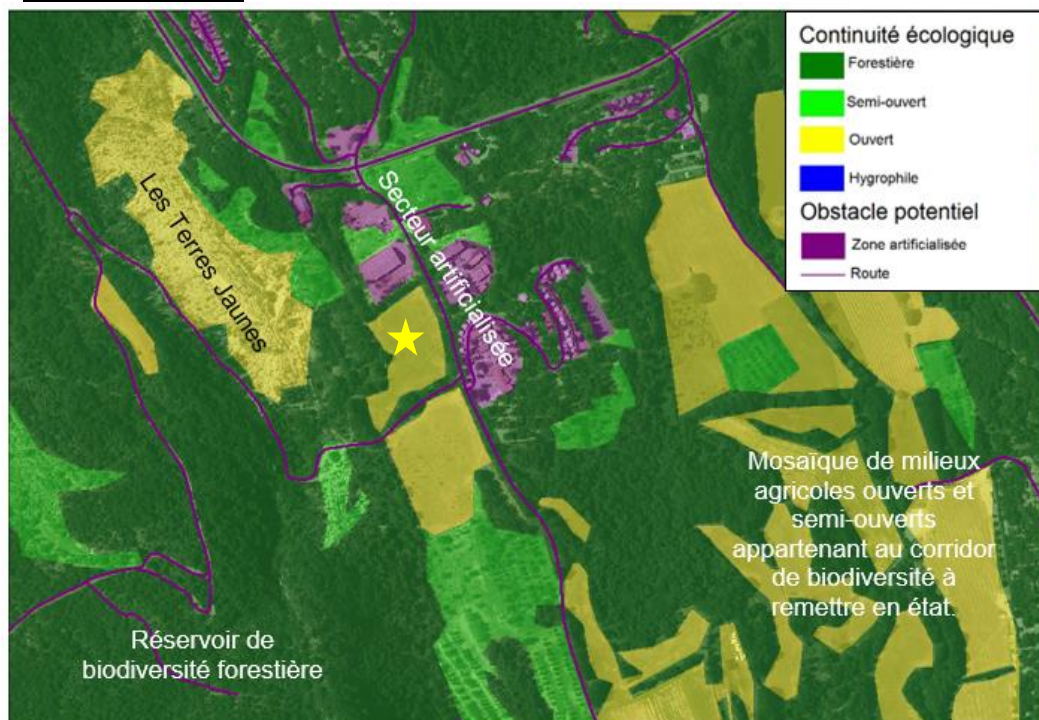 Continuité écologique
Forestière
Semi-ouvert
Ouvert
Hygrophile
Obstacle potentiel
Zone artificialisée
Route
Les Terres Jaunes
Secteur artificialisée
Mosaïque de milieux
agricoles ouverts et
semi-ouverts
appartenant au corridor
de biodiversité à
remettre en état.
Réservoir de
biodiversité forestière